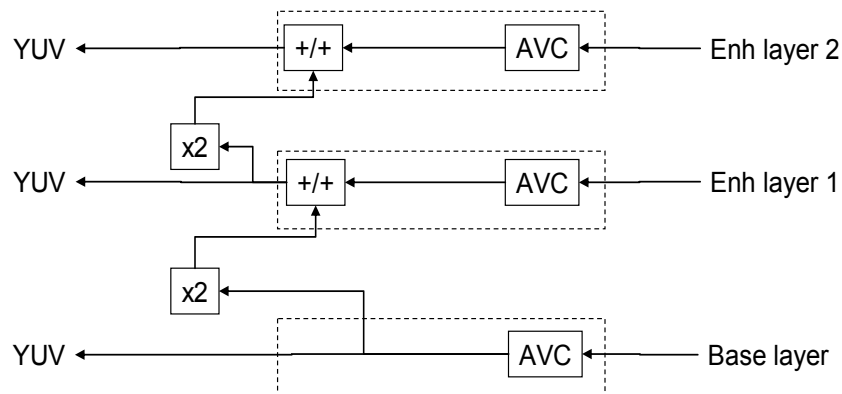 YUV +/+ AVC Enh layer 2
x2
YUV +/+ AVC Enh layer 1
x2
YUV AVC Base layer